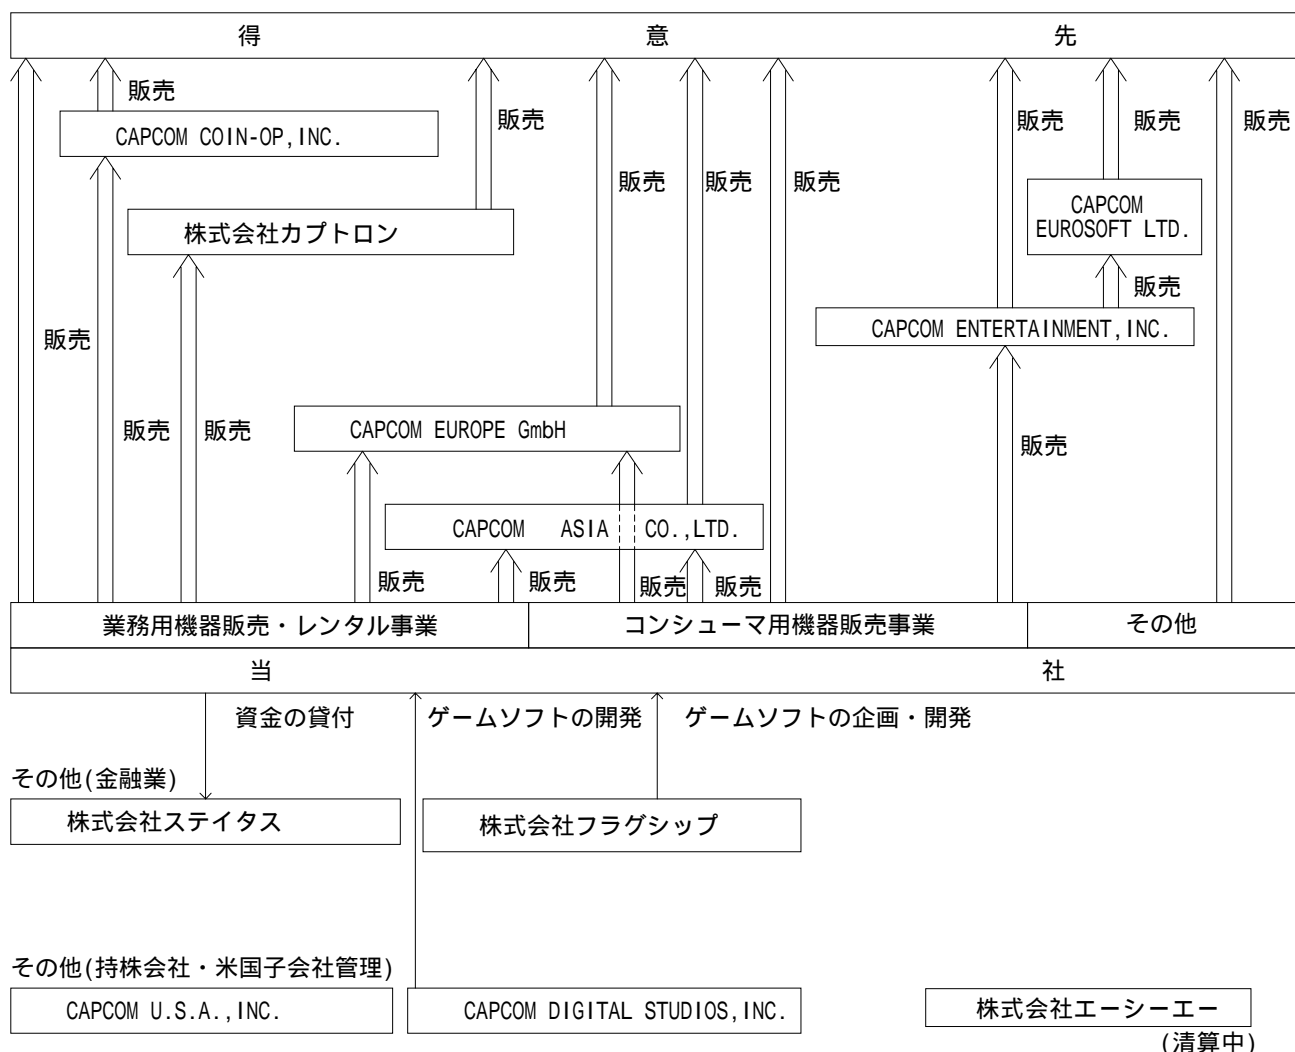 得 意 先
販売
CAPCOM COIN-OP,INC.
販売
販売
販売
販売
販売
販売
販売
販売
CAPCOM
EUROSOFT LTD.
株式会社カプトロン
販売
CAPCOM ENTERTAINMENT,INC.
販売
販売
販売
CAPCOM EUROPE GmbH
販売
CAPCOM ASIA CO.,LTD.
販売
販売
販売
販売
業務用機器販売・レンタル事業
コンシューマ用機器販売事業
その他
当 社
資金の貸付
ゲームソフトの開発
ゲームソフトの企画・開発
その他(金融業)
株式会社ステイタス
株式会社フラグシップ
その他(持株会社・米国子会社管理)
CAPCOM U.S.A.,INC.
CAPCOM DIGITAL STUDIOS,INC.
株式会社エーシーエー
(清算中)